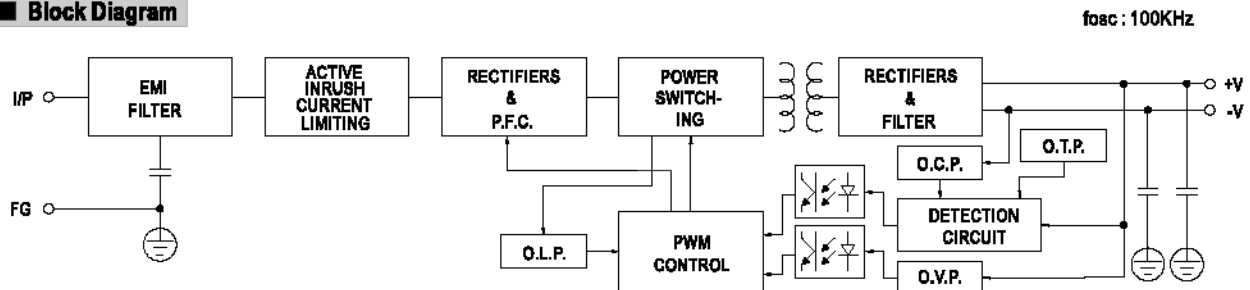 Block Diagram
fosc : 100KHz
I/P
EMI
FILTER
ACTIVE
INRUSH
CURRENT
LIMITING
RECTIFIERS
&
P.F.C.
POWER
SWITCH-
ING
RECTIFIERS
&
FILTER
+V
-V
O.C.P.
O.T.P.
FG
DETECTION
CIRCUIT
O.L.P.
PWM
CONTROL
O.V.P.